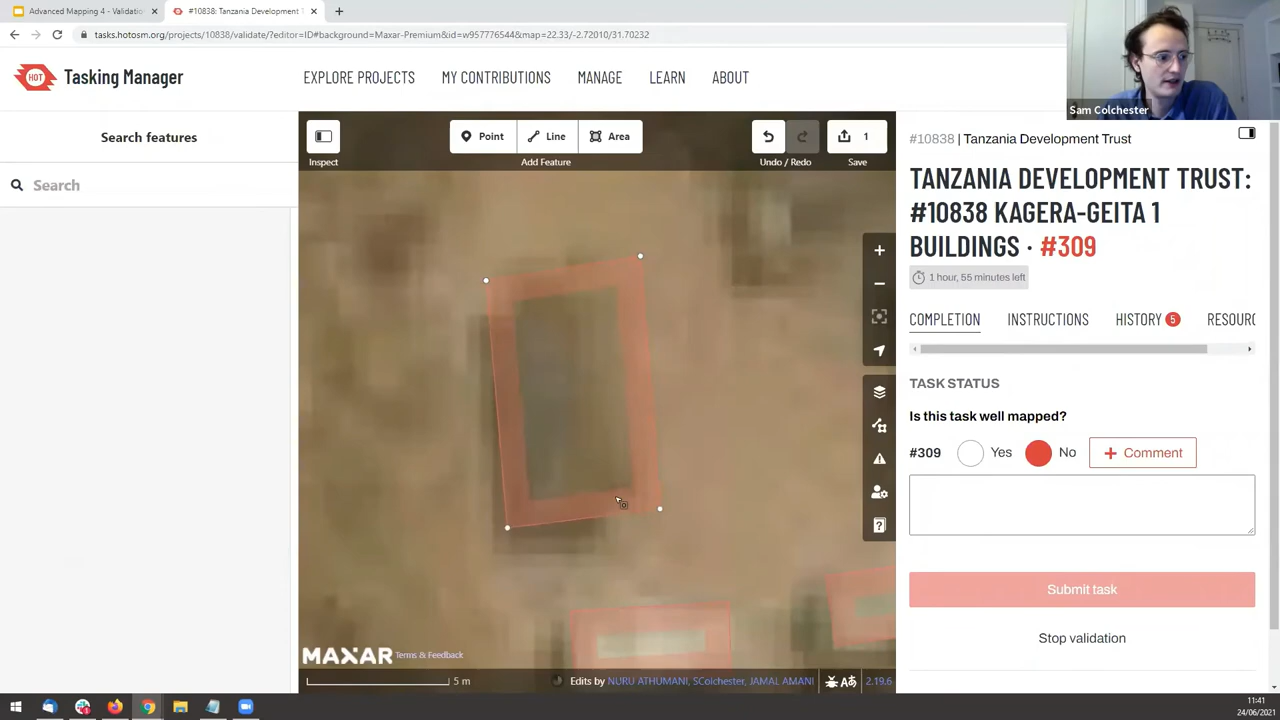 Advanced Mapping 4 - Validatio
#10838: Tanzania Development T
tasks.hotosm.org/projects/10838/validate/?editor=ID#background=Maxar-Premium&id=w957776544&map=22.33/-2.72010/31.70232
HOT
Tasking Manager
EXPLORE PROJECTS
MY CONTRIBUTIONS
MANAGE
LEARN
ABOUT
Sam Colchester
Search features
Search
Inspect
Point
Line
Area
Add Feature
Undo / Redo
1
Save
#10838 | Tanzania Development Trust
TANZANIA DEVELOPMENT TRUST:
#10838 KAGERA-GEITA 1
BUILDINGS · #309
1 hour, 55 minutes left
COMPLETION
INSTRUCTIONS
HISTORY 5
RESOURC
TASK STATUS
Is this task well mapped?
#309
Yes
No
+ Comment
Submit task
Stop validation
MAXAR
Terms & Feedback
5 m
Edits by NURU ATHUMANI, SColchester, JAMAL AMANI
2.19.6
11:41
24/06/2021